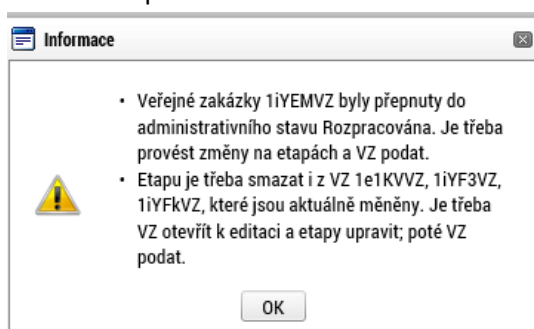 Informace
• Veřejné zakázky 1iYEMVZ byly přepnuty do
administrativního stavu Rozpracována. Je třeba
provést změny na etapách a VZ podat.
• Etapu je třeba smazat i z VZ 1e1KVVZ, 1iYF3VZ,
1iYFkVZ, které jsou aktuálně měněny. Je třeba
VZ otevřít k editaci a etapy upravit; poté VZ
podat.
OK